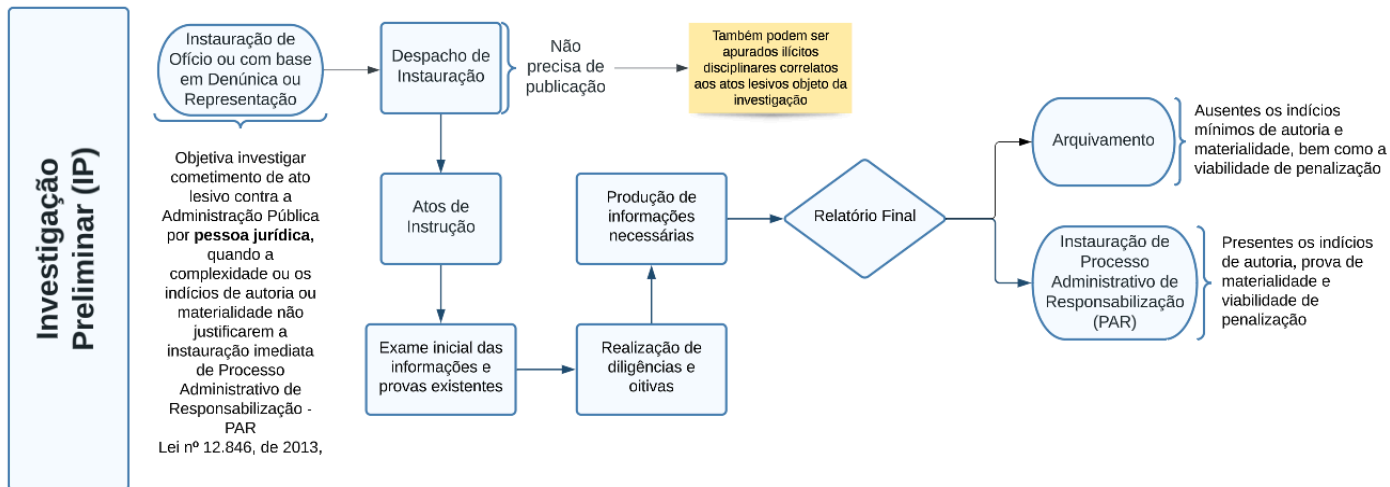 Investigação
Preliminar (IP)
Instauração de
Ofício ou com base
em Denúnica ou
Representação
Objetiva investigar
cometimento de ato
lesivo contra a
Administração Pública
por pessoa jurídica,
quando a
complexidade ou os
indícios de autoria ou
materialidade não
justificarem a
instauração imediata
de Processo
Administrativo de
Responsabilização -
PAR
Lei nº 12.846, de 2013,
Despacho de
Instauração
Não
precisa de
publicação
Também podem ser
apurados ilícitos
disciplinares correlatos
aos atos lesivos objeto da
investigação
Atos de
Instrução
Exame inicial das
informações e
provas existentes
Realização de
diligências e
oitivas
Produção de
informações
necessárias
Relatório Final
Arquivamento
Ausentes os indícios
mínimos de autoria e
materialidade, bem como a
viabilidade de penalização
Instauração de
Processo
Administrativo de
Responsabilização
(PAR)
Presentes os indícios
de autoria, prova de
materialidade e
viabilidade de
penalização